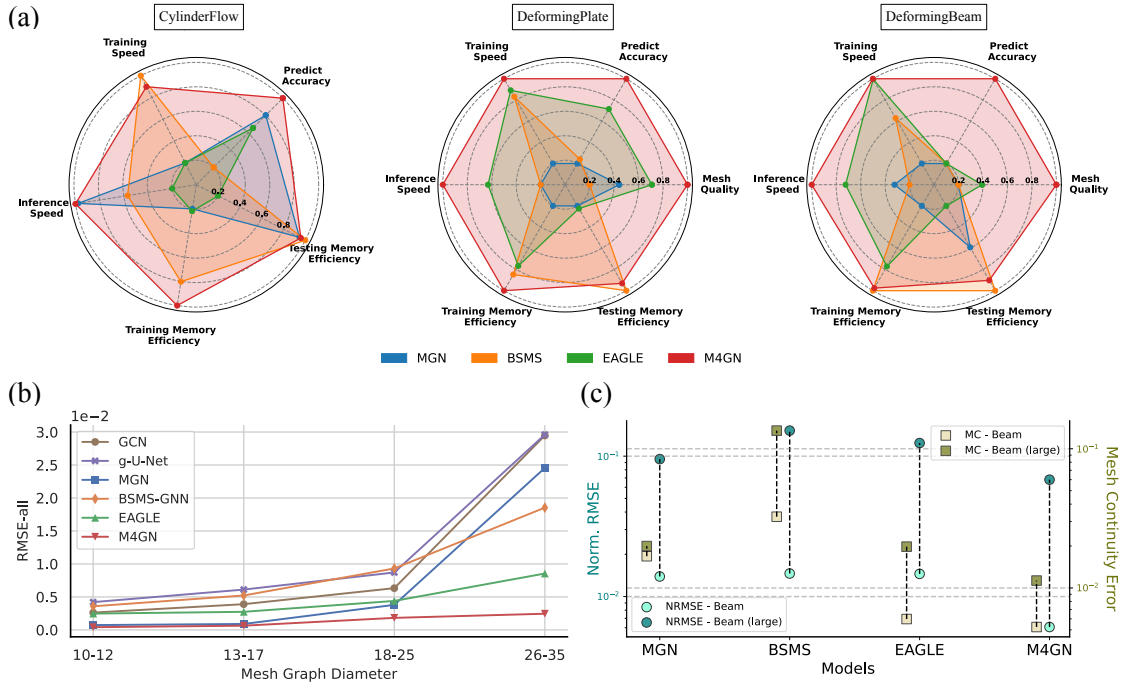 (a)
CylinderFlow
DeformingPlate
DeformingBeam
Training
Speed
Predict
Accuracy
Inference
Speed
0.2
0.4
0.6
0.8
Testing Memory
Efficiency
Training Memory
Efficiency
Training
Speed
Predict
Accuracy
Inference
Speed
0.2 0.4 0.6 0.8
Mesh
Quality
Training Memory
Efficiency
Testing Memory
Efficiency
Training
Speed
Predict
Accuracy
Inference
Speed
0.2 0.4 0.6 0.8
Mesh
Quality
Training Memory
Efficiency
Testing Memory
Efficiency
MGN BSMS EAGLE M4GN
(b)
1e−2
3.0
2.5
2.0
1.5
1.0
0.5
0.0
RMSE-all
GCN
g-U-Net
MGN
BSMS-GNN
EAGLE
M4GN
10-12 13-17 18-25 26-35
Mesh Graph Diameter
(c)
Norm. RMSE
10⁻¹
10⁻²
MC - Beam
MC - Beam (large)
NRMSE - Beam
NRMSE - Beam (large)
10⁻¹
10⁻²
Mesh Continuity Error
MGN BSMS EAGLE M4GN
Models